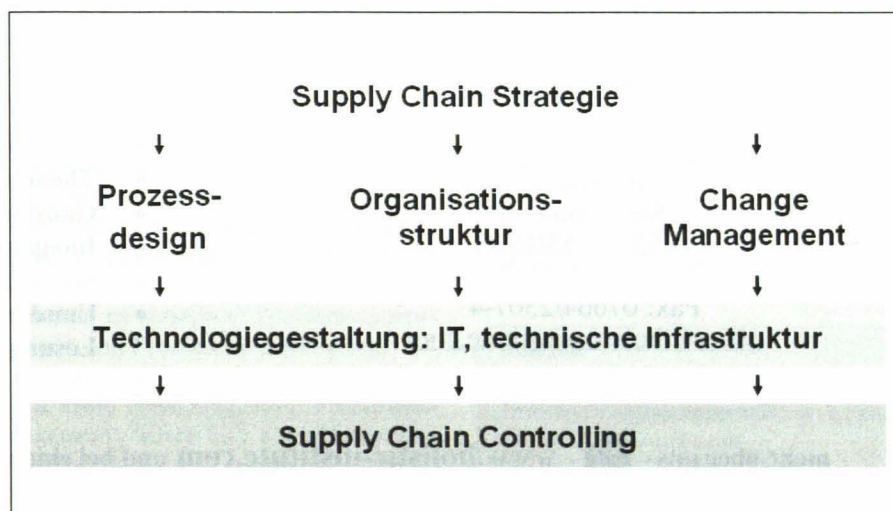 Supply Chain Strategie
Prozess- Organisations- Change
design struktur Management
Technologiegestaltung: IT, technische Infrastruktur
Supply Chain Controlling